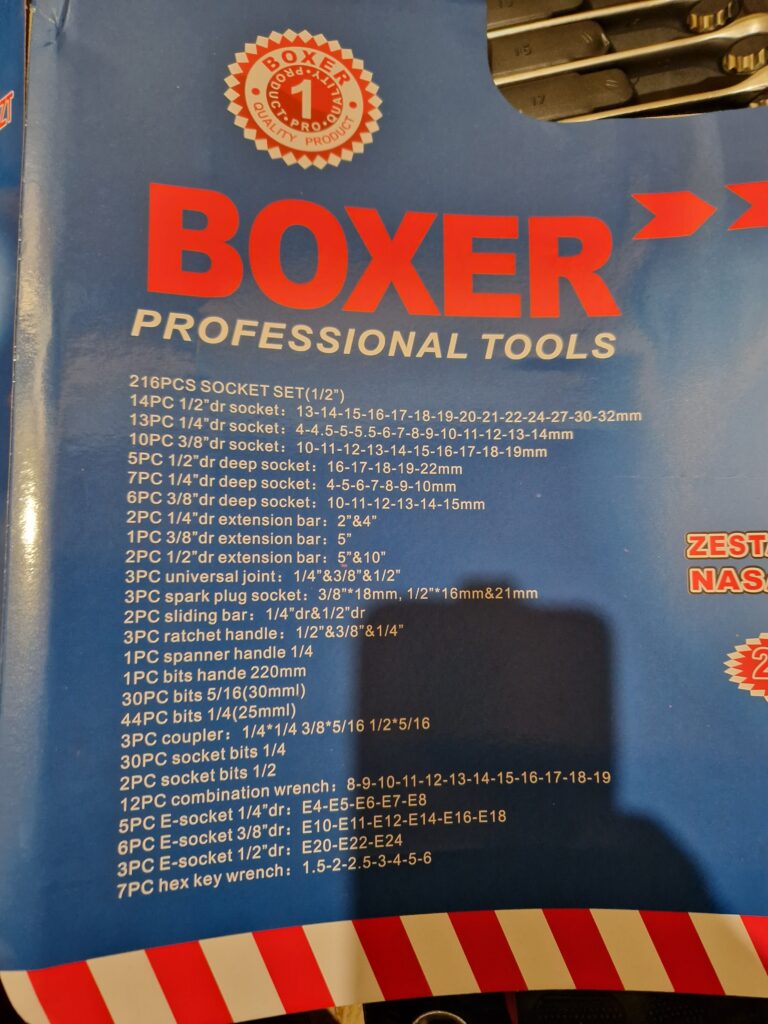 BOXER
PRODUCT·PRO·QUALITY
1
QUALITY PRODUCT
15
17
BOXER
PROFESSIONAL TOOLS
216PCS SOCKET SET(1/2")
14PC 1/2"dr socket: 13-14-15-16-17-18-19-20-21-22-24-27-30-32mm
13PC 1/4"dr socket: 4-4.5-5-5.5-6-7-8-9-10-11-12-13-14mm
10PC 3/8"dr socket: 10-11-12-13-14-15-16-17-18-19mm
5PC 1/2"dr deep socket: 16-17-18-19-22mm
7PC 1/4"dr deep socket: 4-5-6-7-8-9-10mm
6PC 3/8"dr deep socket: 10-11-12-13-14-15mm
2PC 1/4"dr extension bar: 2"&4"
1PC 3/8"dr extension bar: 5"
2PC 1/2"dr extension bar: 5"&10"
3PC universal joint: 1/4"&3/8"&1/2"
3PC spark plug socket: 3/8"*18mm, 1/2"*16mm&21mm
2PC sliding bar: 1/4"dr&1/2"dr
3PC ratchet handle: 1/2"&3/8"&1/4"
1PC spanner handle 1/4
1PC bits hande 220mm
30PC bits 5/16(30mml)
44PC bits 1/4(25mml)
3PC coupler: 1/4*1/4 3/8*5/16 1/2*5/16
30PC socket bits 1/4
2PC socket bits 1/2
12PC combination wrench: 8-9-10-11-12-13-14-15-16-17-18-19
5PC E-socket 1/4"dr: E4-E5-E6-E7-E8
6PC E-socket 3/8"dr: E10-E11-E12-E14-E16-E18
3PC E-socket 1/2"dr: E20-E22-E24
7PC hex key wrench: 1.5-2-2.5-3-4-5-6
ZEST
NAS
2